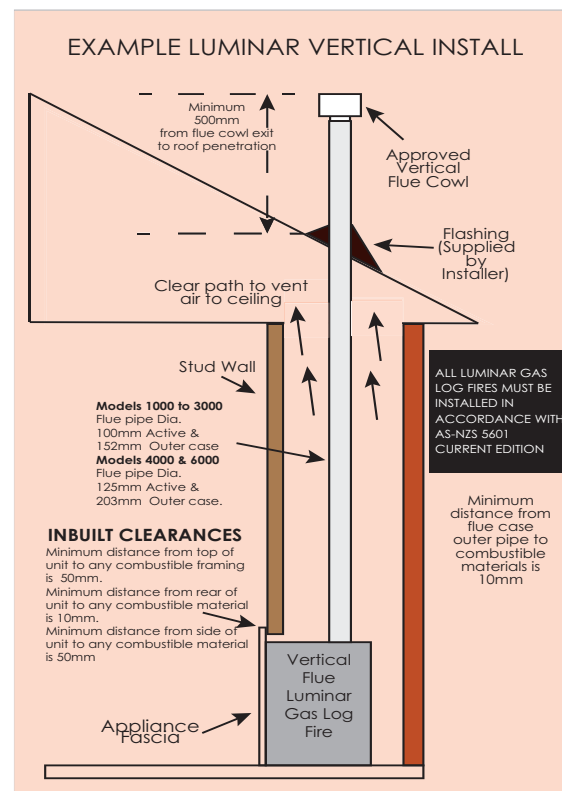 EXAMPLE LUMINAR VERTICAL INSTALL
Minimum
500mm
from flue cowl exit
to roof penetration
Approved
Vertical
Flue Cowl
Flashing
(Supplied
by
Installer)
Clear path to vent
air to ceiling
Stud Wall
Models 1000 to 3000
Flue pipe Dia.
100mm Active &
152mm Outer case
Models 4000 & 6000
Flue pipe Dia.
125mm Active &
203mm Outer case.
ALL LUMINAR GAS
LOG FIRES MUST BE
INSTALLED IN
ACCORDANCE WITH
AS-NZS 5601
CURRENT EDITION
Minimum
distance from
flue case
outer pipe to
combustible
materials is
10mm
INBUILT CLEARANCES
Minimum distance from top of
unit to any combustible framing
is 50mm.
Minimum distance from rear of
unit to any combustible material
is 10mm.
Minimum distance from side of
unit to any combustible material
is 50mm
Vertical
Flue
Luminar
Gas Log
Fire
Appliance
Fascia